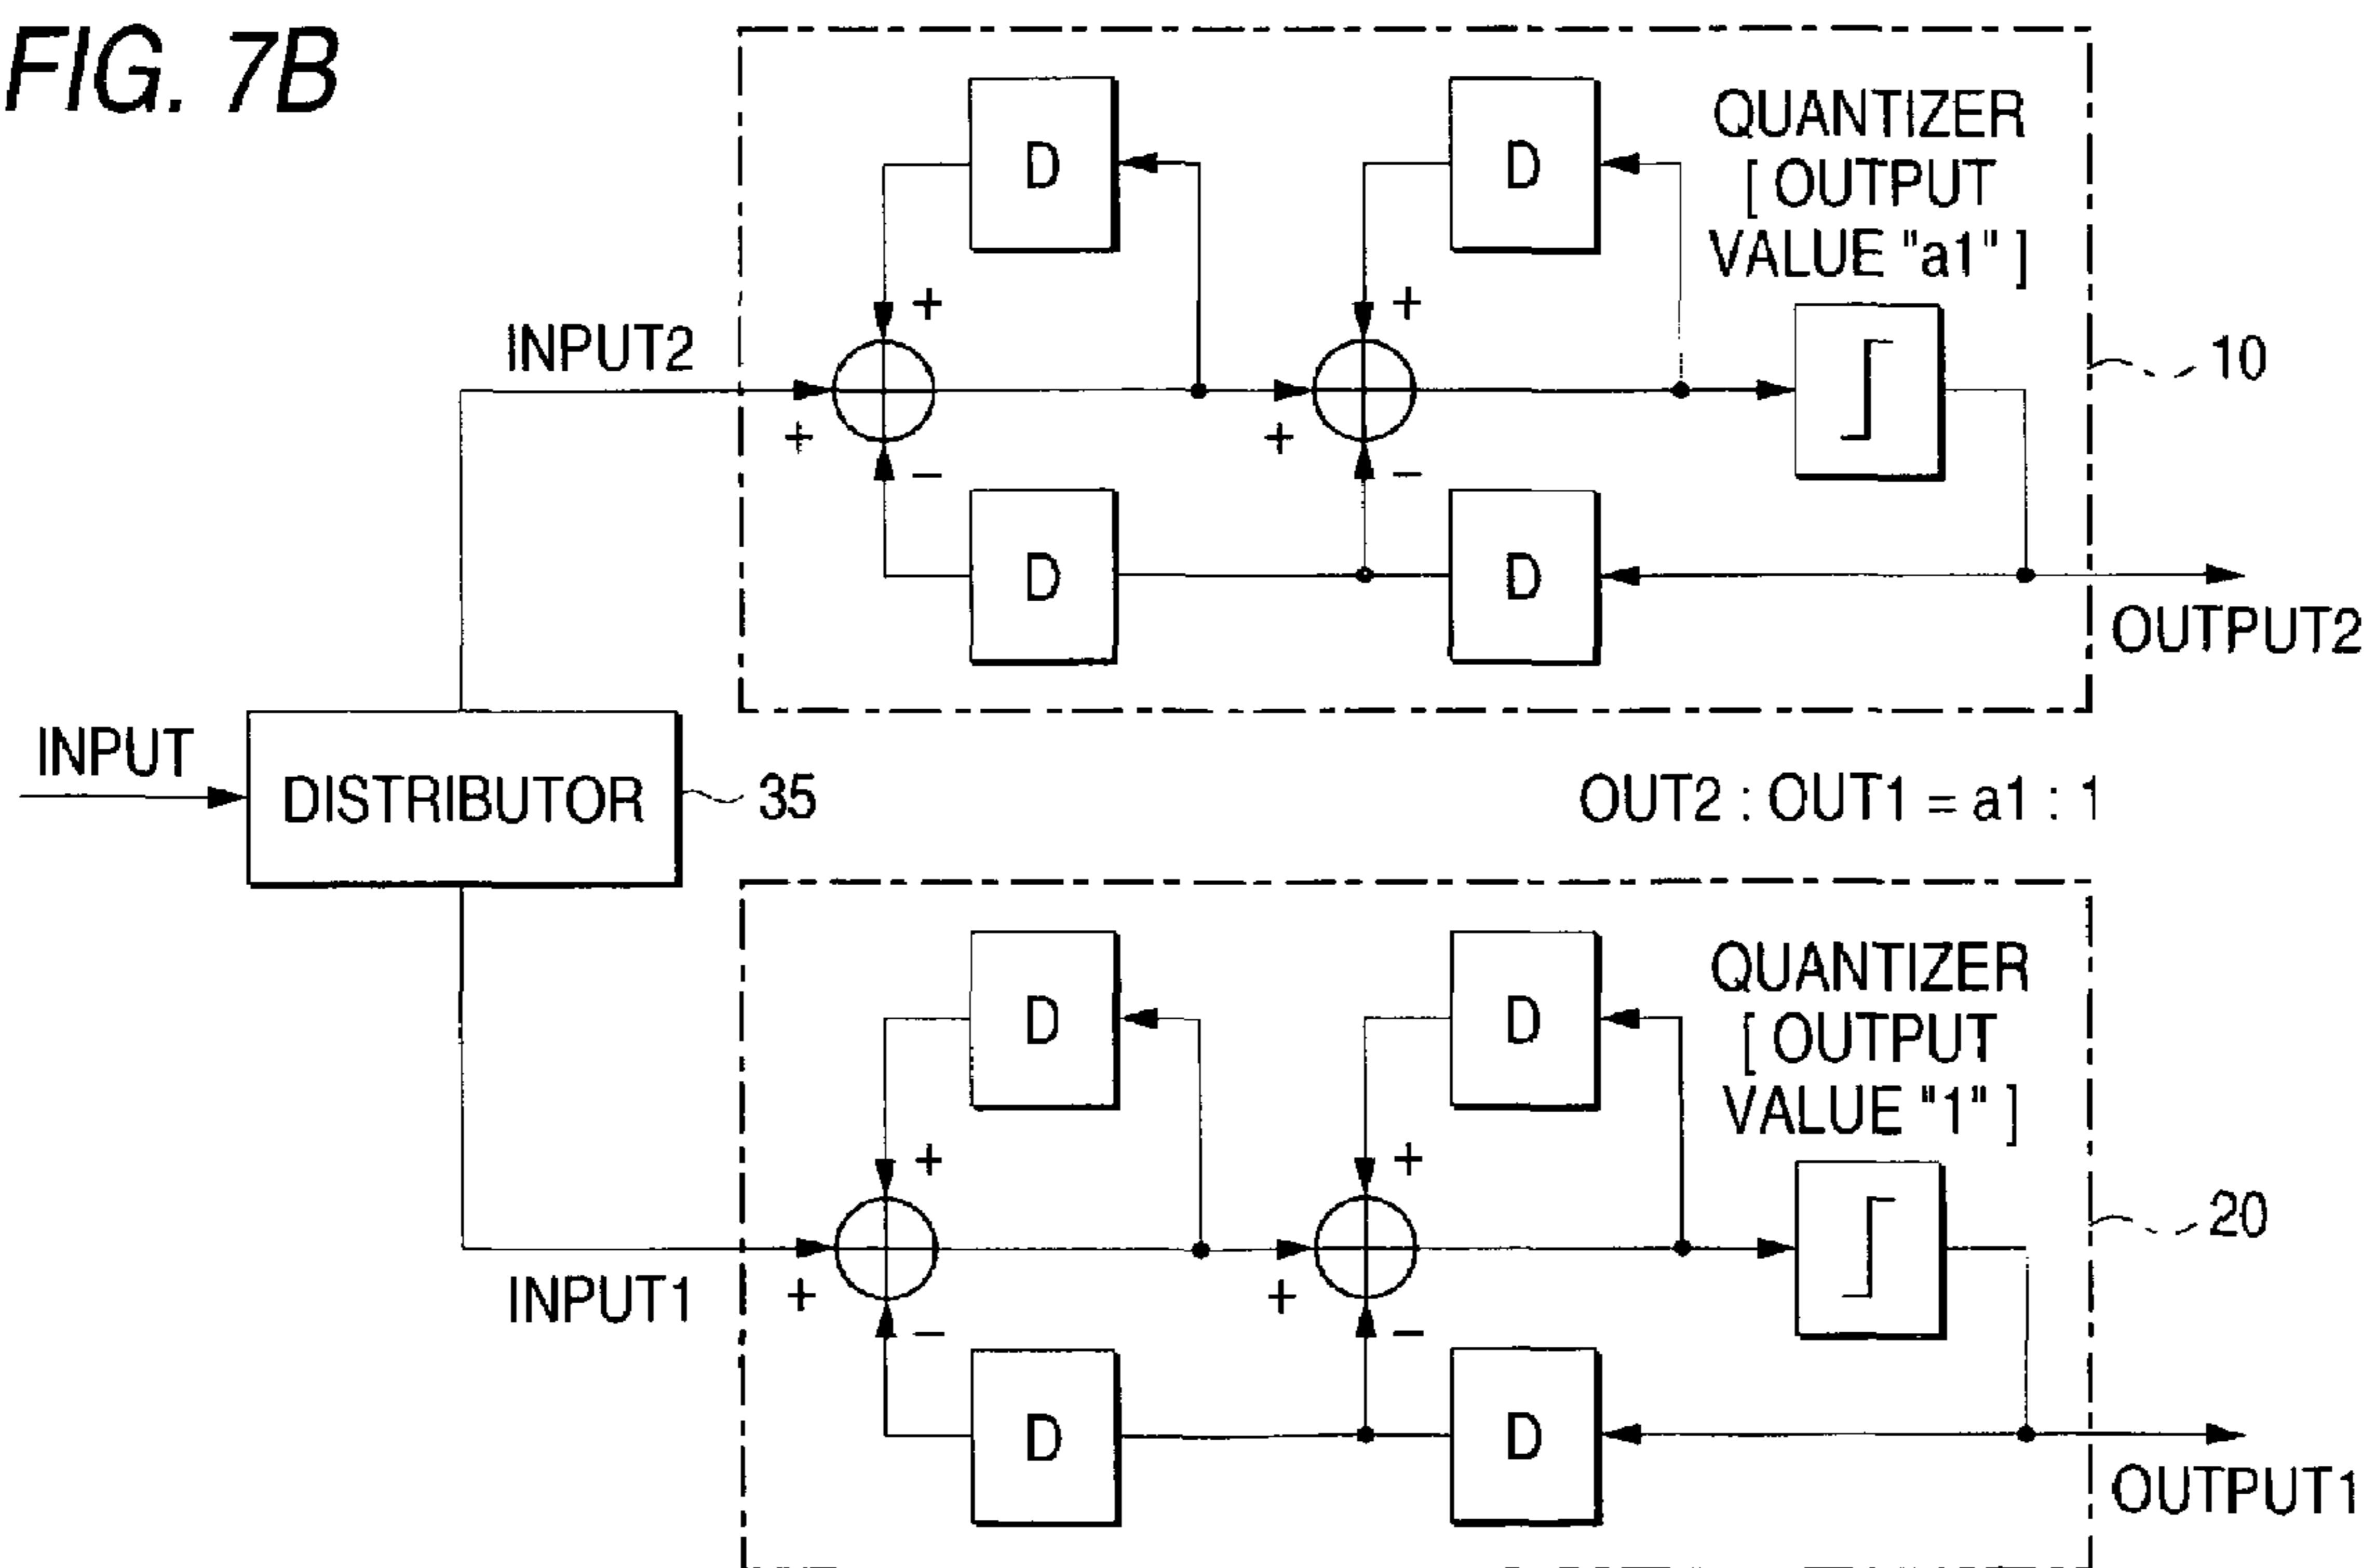 FIG. 7B
D
D
QUANTIZER
[ OUTPUT
VALUE "a1" ]
+
+
INPUT2
10
+
+
−
−
D
D
OUTPUT2
INPUT
DISTRIBUTOR
35
OUT2 : OUT1 = a1 : 1
D
D
QUANTIZER
[ OUTPUT
VALUE "1" ]
+
+
20
INPUT1
+
+
−
−
D
D
OUTPUT1